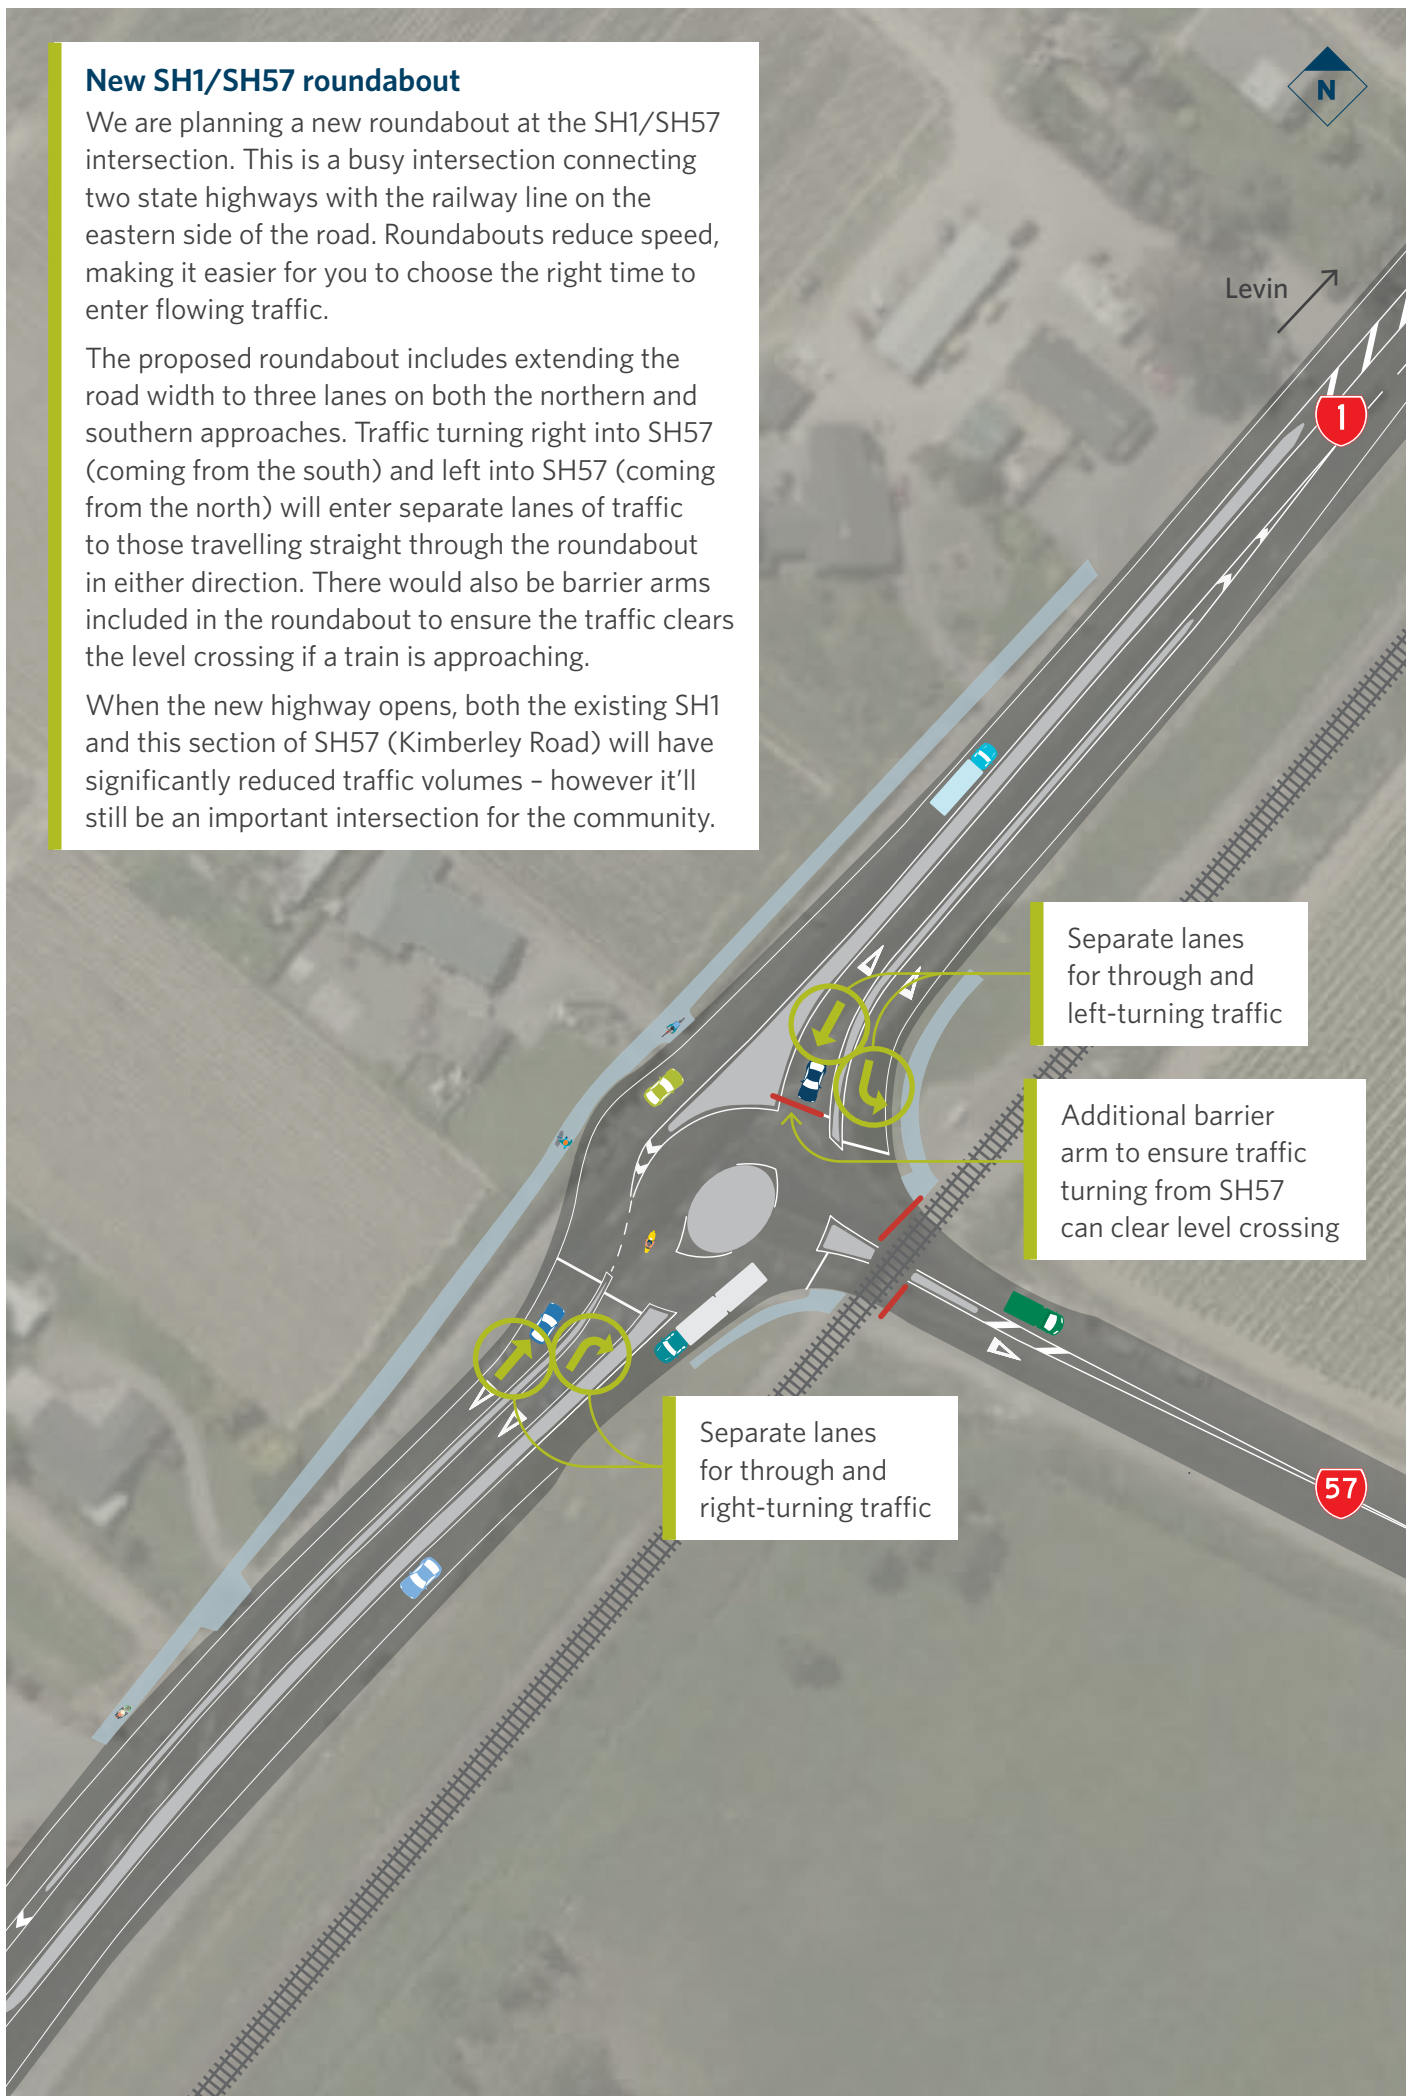 New SH1/SH57 roundabout
We are planning a new roundabout at the SH1/SH57
intersection. This is a busy intersection connecting
two state highways with the railway line on the
eastern side of the road. Roundabouts reduce speed,
making it easier for you to choose the right time to
enter flowing traffic.
The proposed roundabout includes extending the
road width to three lanes on both the northern and
southern approaches. Traffic turning right into SH57
(coming from the south) and left into SH57 (coming
from the north) will enter separate lanes of traffic
to those travelling straight through the roundabout
in either direction. There would also be barrier arms
included in the roundabout to ensure the traffic clears
the level crossing if a train is approaching.
When the new highway opens, both the existing SH1
and this section of SH57 (Kimberley Road) will have
significantly reduced traffic volumes – however it'll
still be an important intersection for the community.
N
Levin
1
Separate lanes
for through and
left-turning traffic
Additional barrier
arm to ensure traffic
turning from SH57
can clear level crossing
Separate lanes
for through and
right-turning traffic
57